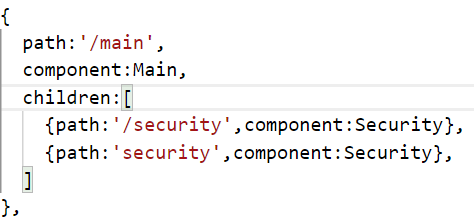 {
path:'/main',
component:Main,
children:[
{path:'/security',component:Security},
{path:'security',component:Security},
]
},